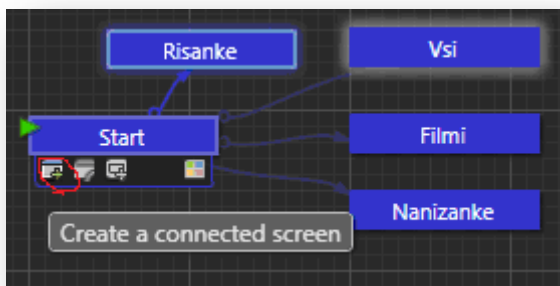 Risanke
Vsi
Start
Filmi
Nanizanke
Create a connected screen